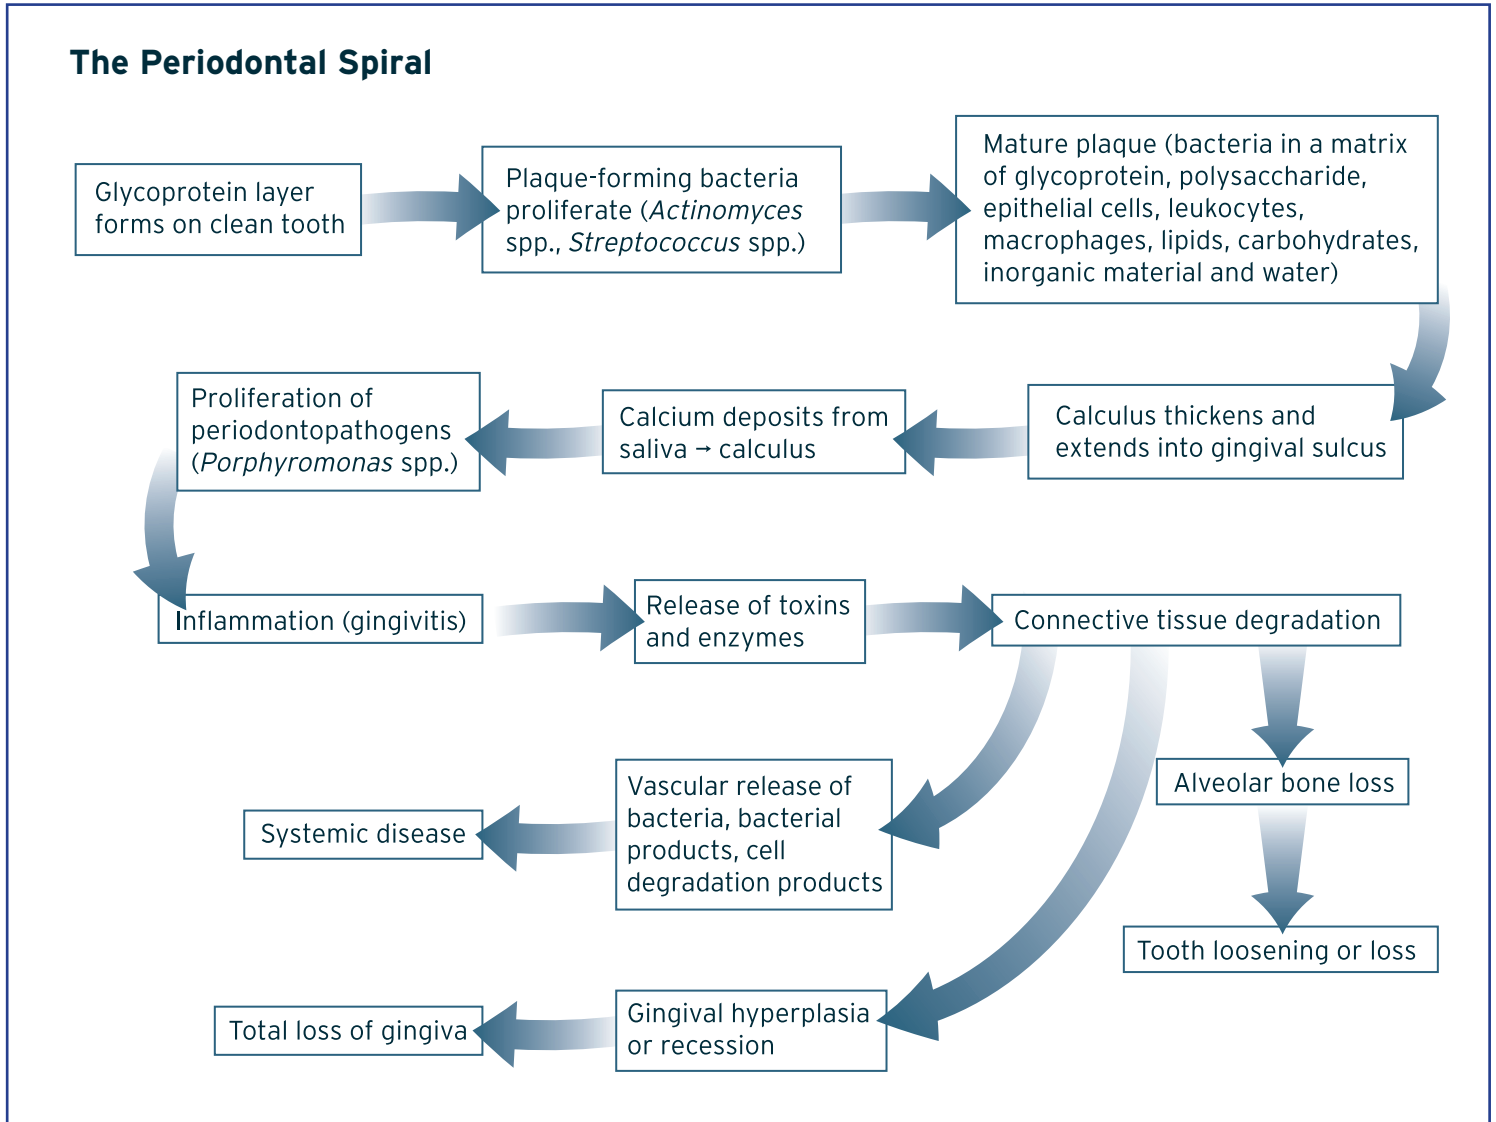 The Periodontal Spiral
Glycoprotein layer
forms on clean tooth
Plaque-forming bacteria
proliferate (Actinomyces
spp., Streptococcus spp.)
Mature plaque (bacteria in a matrix
of glycoprotein, polysaccharide,
epithelial cells, leukocytes,
macrophages, lipids, carbohydrates,
inorganic material and water)
Calculus thickens and
extends into gingival sulcus
Calcium deposits from
saliva → calculus
Proliferation of
periodontopathogens
(Porphyromonas spp.)
Inflammation (gingivitis)
Release of toxins
and enzymes
Connective tissue degradation
Vascular release of
bacteria, bacterial
products, cell
degradation products
Systemic disease
Alveolar bone loss
Tooth loosening or loss
Gingival hyperplasia
or recession
Total loss of gingiva